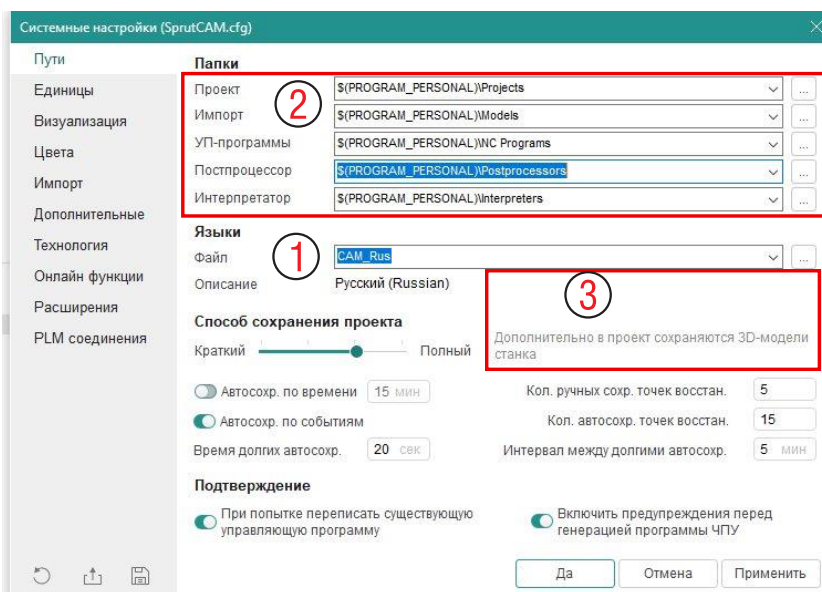 Системные настройки (SprutCAM.cfg)
Пути
Единицы
Визуализация
Цвета
Импорт
Дополнительные
Технология
Онлайн функции
Расширения
PLM соединения
Папки
Проект $(PROGRAM_PERSONAL)\Projects ...
Импорт $(PROGRAM_PERSONAL)\Models ...
УП-программы $(PROGRAM_PERSONAL)\NC Programs ...
Постпроцессор $(PROGRAM_PERSONAL)\Postprocessors ...
Интерпретатор $(PROGRAM_PERSONAL)\Interpreters ...
2
Языки
Файл 1 CAM_Rus ...
Описание Русский (Russian)
3
Способ сохранения проекта
Краткий Полный
Дополнительно в проект сохраняются 3D-модели
станка
Автосохр. по времени 15 мин Кол. ручных сохр. точек восстан. 5
Автосохр. по событиям Кол. автосохр. точек восстан. 15
Время долгих автосохр. 20 сек Интервал между долгими автосохр. 5 мин
Подтверждение
При попытке переписать существующую
управляющую программу
Включить предупреждения перед
генерацией программы ЧПУ
Да Отмена Применить